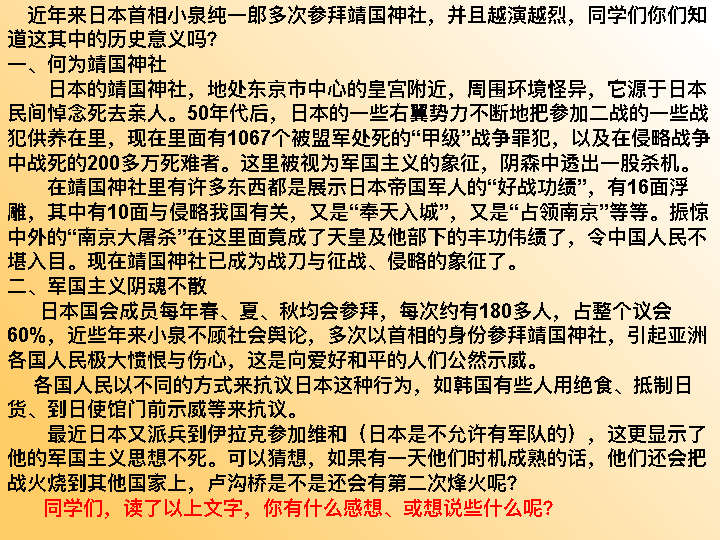 近年来日本首相小泉纯一郎多次参拜靖国神社，并且越演越烈，同学们你们知
道这其中的历史意义吗?
一、何为靖国神社
日本的靖国神社，地处东京市中心的皇宫附近，周围环境怪异，它源于日本
民间悼念死去亲人。50年代后，日本的一些右翼势力不断地把参加二战的一些战
犯供养在里，现在里面有1067个被盟军处死的“甲级”战争罪犯，以及在侵略战争
中战死的200多万死难者。这里被视为军国主义的象征，阴森中透出一股杀机。
在靖国神社里有许多东西都是展示日本帝国军人的“好战功绩”，有16面浮
雕，其中有10面与侵略我国有关，又是“奉天入城”，又是“占领南京”等等。振惊
中外的“南京大屠杀”在这里面竟成了天皇及他部下的丰功伟绩了，令中国人民不
堪入目。现在靖国神社已成为战刀与征战、侵略的象征了。
二、军国主义阴魂不散
日本国会成员每年春、夏、秋均会参拜，每次约有180多人，占整个议会
60%，近些年来小泉不顾社会舆论，多次以首相的身份参拜靖国神社，引起亚洲
各国人民极大愤恨与伤心，这是向爱好和平的人们公然示威。
各国人民以不同的方式来抗议日本这种行为，如韩国有些人用绝食、抵制日
货、到日使馆门前示威等来抗议。
最近日本又派兵到伊拉克参加维和（日本是不允许有军队的），这更显示了
他的军国主义思想不死。可以猜想，如果有一天他们时机成熟的话，他们还会把
战火烧到其他国家上，卢沟桥是不是还会有第二次烽火呢?
同学们，读了以上文字，你有什么感想、或想说些什么呢?